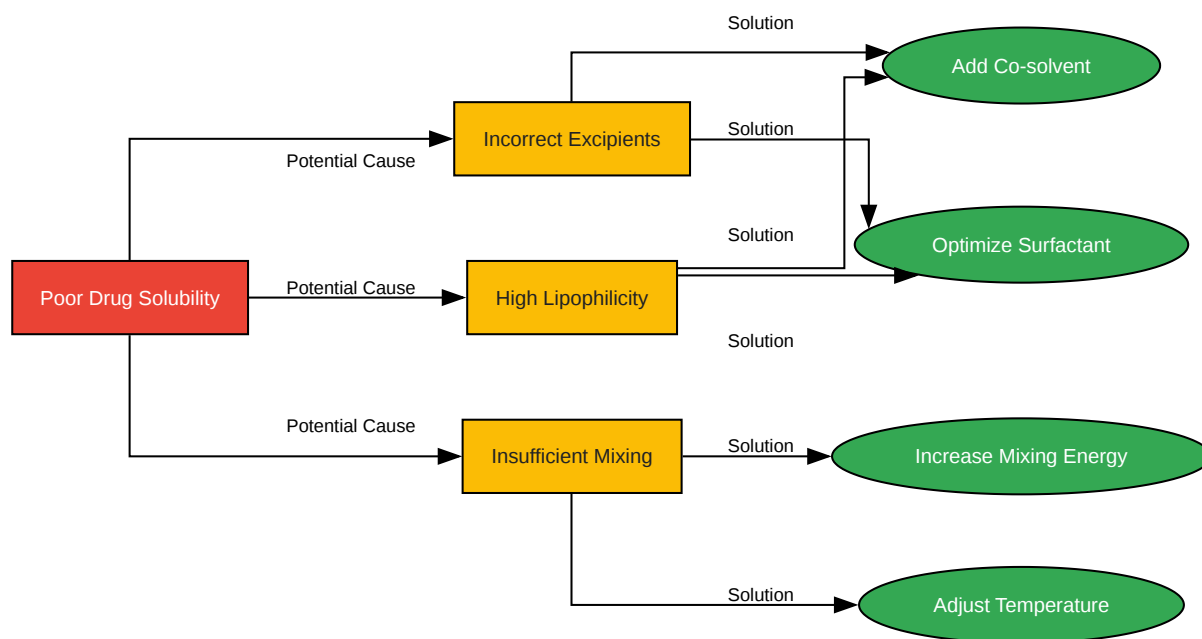 Solution
Add Co-solvent
Incorrect Excipients
Solution
Potential Cause
Solution
Optimize Surfactant
Poor Drug Solubility
Potential Cause
High Lipophilicity
Solution
Potential Cause
Insufficient Mixing
Solution
Increase Mixing Energy
Solution
Adjust Temperature